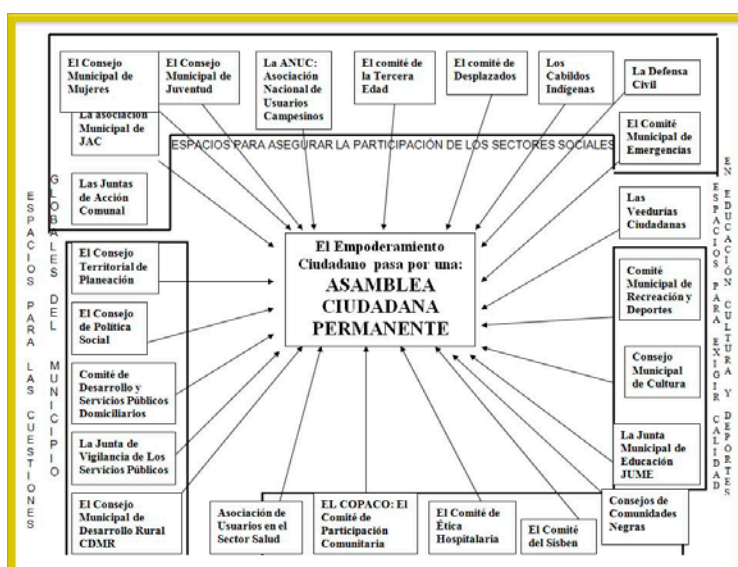 El Consejo
Municipal de
Mujeres
El Consejo
Municipal de
Juventud
La ANUC:
Asociación
Nacional de
Usuarios
Campesinos
El comité de
la Tercera
Edad
El comité de
Desplazados
Los
Cabildos
Indígenas
La Defensa
Civil
La asociación
Municipal de
JAC
El Comité
Municipal de
Emergencias
ESPACIOS PARA ASEGURAR LA PARTICIPACIÓN DE LOS SECTORES SOCIALES
Las Juntas
de Acción
Comunal
Las
Veedurías
Ciudadanas
El Empoderamiento
Ciudadano pasa por una:
ASAMBLEA
CIUDADANA
PERMANENTE
El Consejo
Territorial de
Planeación
El Consejo
de Política
Social
Comité de
Desarrollo y
Servicios Públicos
Domiciliarios
La Junta de
Vigilancia de Los
Servicios Públicos
El Consejo
Municipal de
Desarrollo Rural
CDMR
Comité
Municipal de
Recreación y
Deportes
Consejo
Municipal
de Cultura
La Junta
Municipal de
Educación
JUME
Consejos de
Comunidades
Negras
Asociación de
Usuarios en el
Sector Salud
EL COPACO: El
Comité de
Participación
Comunitaria
El Comité de
Ética
Hospitalaria
El Comité
del Sisben
ESPACIOS PARA LAS CUESTIONES
GLOBALES DEL MUNICIPIO
ESPACIOS PARA EXIGIR CALIDAD
EN EDUCACIÓN CULTURA Y DEPORTES